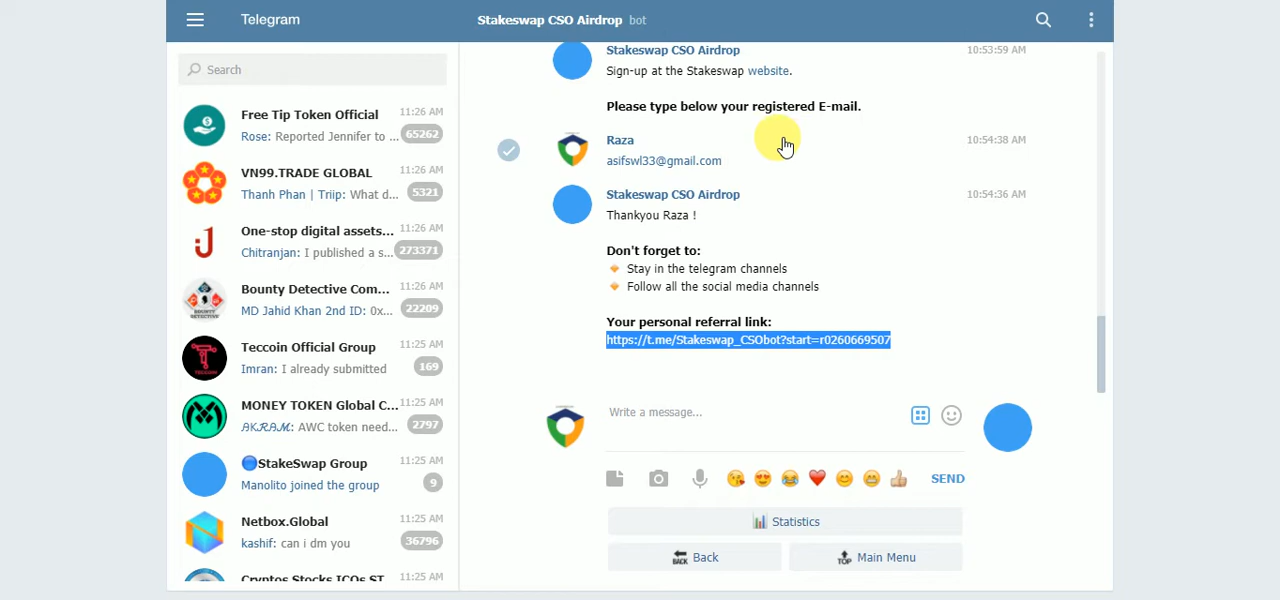 Telegram
Stakeswap CSO Airdrop bot
Search
Free Tip Token Official 11:26 AM
Rose: Reported Jennifer to ... 65262
VN99.TRADE GLOBAL 11:26 AM
Thanh Phan | Triip: What d... 5321
One-stop digital assets... 11:26 AM
Chitranjan: I published a s... 273371
Bounty Detective Com... 11:26 AM
MD Jahid Khan 2nd ID: 0x... 22209
Teccoin Official Group 11:25 AM
Imran: I already submitted 169
MONEY TOKEN Global C... 11:25 AM
AKRAM: AWC token need... 2797
🔵StakeSwap Group 11:25 AM
Manolito joined the group 9
Netbox.Global 11:25 AM
kashif: can i dm you 36796
Cryptos Stocks ICOs ST 11:25 AM
Stakeswap CSO Airdrop 10:53:59 AM
Sign-up at the Stakeswap website.
Please type below your registered E-mail.
Raza 10:54:38 AM
asifswl33@gmail.com
Stakeswap CSO Airdrop 10:54:36 AM
Thankyou Raza !
Don't forget to:
🔸 Stay in the telegram channels
🔸 Follow all the social media channels
Your personal referral link:
https://t.me/Stakeswap_CSObot?start=r0260669507
Write a message...
😘 😍 😂 ❤️ 😊 😁 👍 SEND
📊 Statistics
🔙 Back
🔝 Main Menu